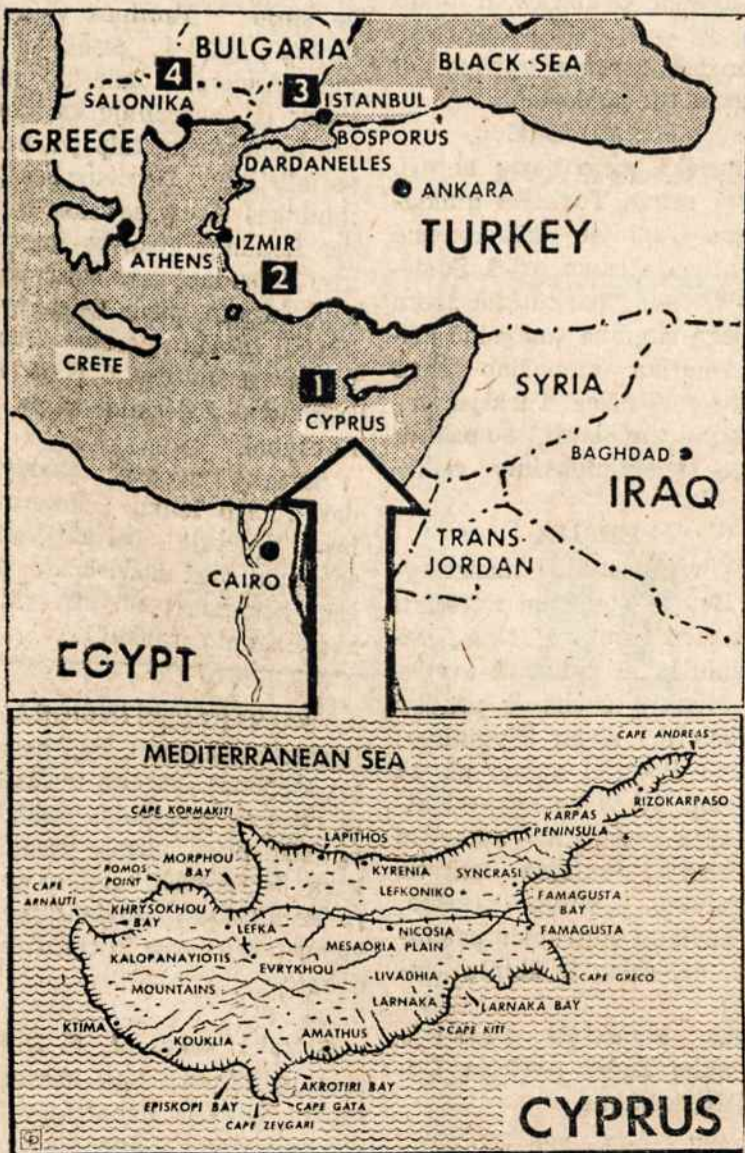 BULGARIA
BLACK SEA
4
SALONIKA
3
ISTANBUL
GREECE
BOSPORUS
DARDANELLES
ANKARA
TURKEY
IZMIR
ATHENS
2
CRETE
1
CYPRUS
SYRIA
BAGHDAD
IRAQ
TRANS-
JORDAN
CAIRO
EGYPT
MEDITERRANEAN SEA
CAPE ANDREAS
RIZOKARPASO
KARPAS
PENINSULA
CAPE KORMAKITI
LAPITHOS
KYRENIA
SYNCRASI
MORPHOU
BAY
LEFKONIKO
POMOS
POINT
FAMAGUSTA
BAY
CAPE
ARNAUTI
KHRYSOKHOU
BAY
LEFKA
NICOSIA
FAMAGUSTA
MESAORIA PLAIN
KALOPANAYIOTIS
EVRYKHOU
LIVADHIA
CAPE GRECO
MOUNTAINS
LARNAKA
LARNAKA BAY
KTIMA
CAPE KITI
KOUKLIA
AMATHUS
AKROTIRI BAY
EPISKOPI BAY
CAPE GATA
CAPE ZEVGARI
CYPRUS